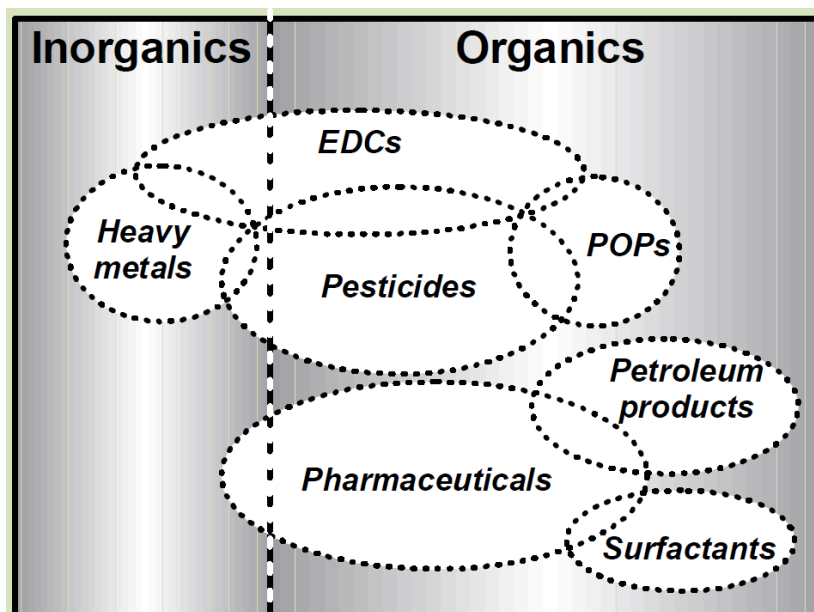 Inorganics
Organics
EDCs
Heavy
metals
POPs
Pesticides
Petroleum
products
Pharmaceuticals
Surfactants